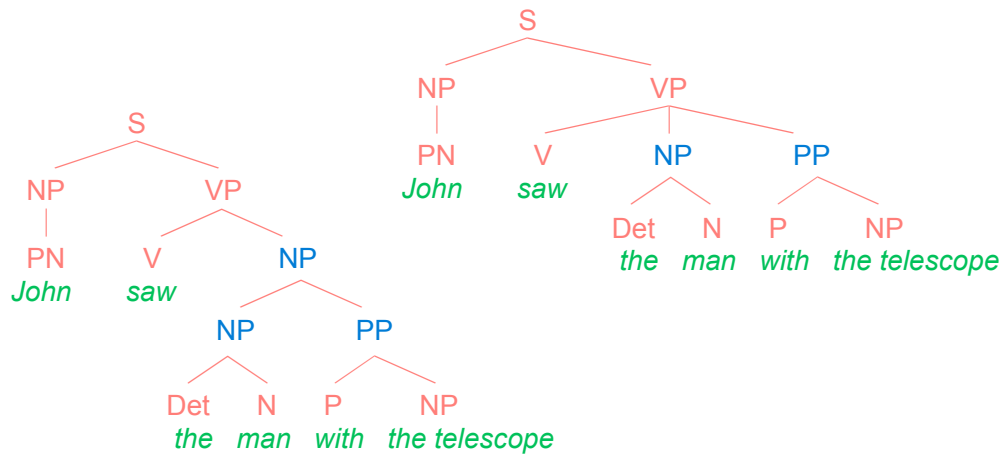 S
NP VP
PN V NP
John saw
NP PP
Det N P NP
the man with the telescope
S
NP VP
PN V NP PP
John saw
Det N P NP
the man with the telescope